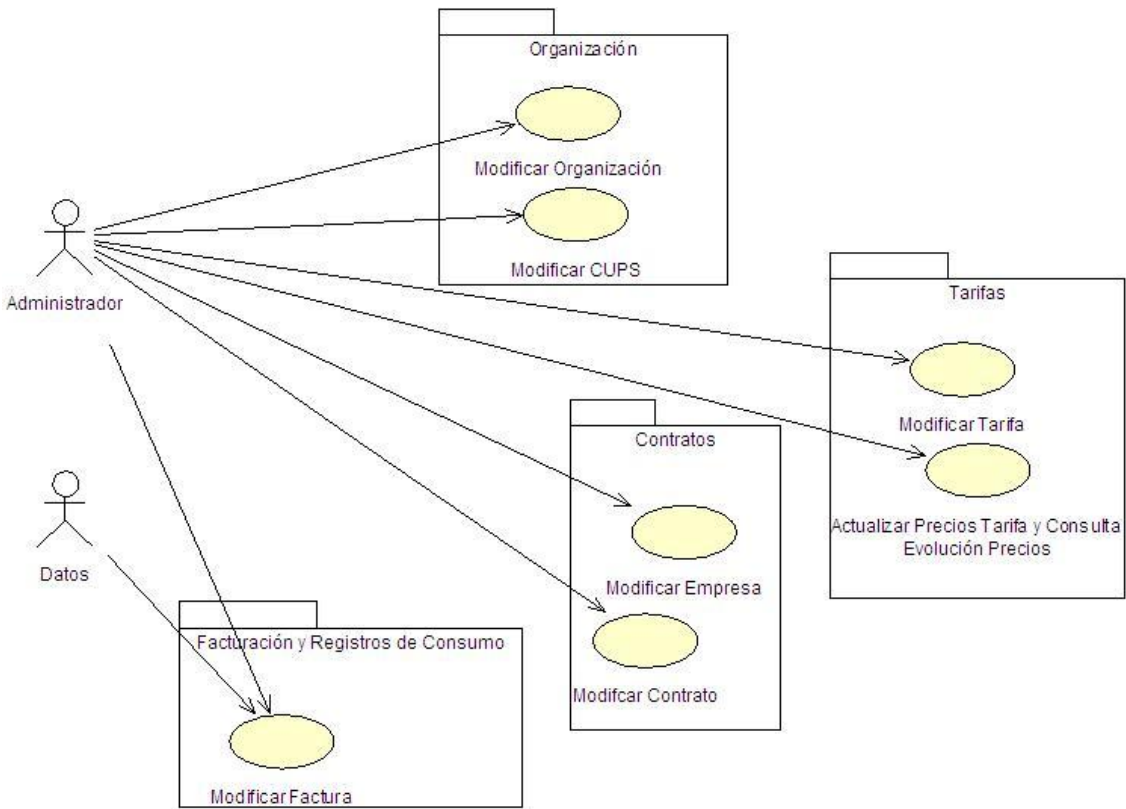 Organización
Modificar Organización
Modificar CUPS
Administrador
Tarifas
Modificar Tarifa
Actualizar Precios Tarifa y Consulta
Evolución Precios
Contratos
Modificar Empresa
Modifcar Contrato
Datos
Facturación y Registros de Consumo
Modificar Factura